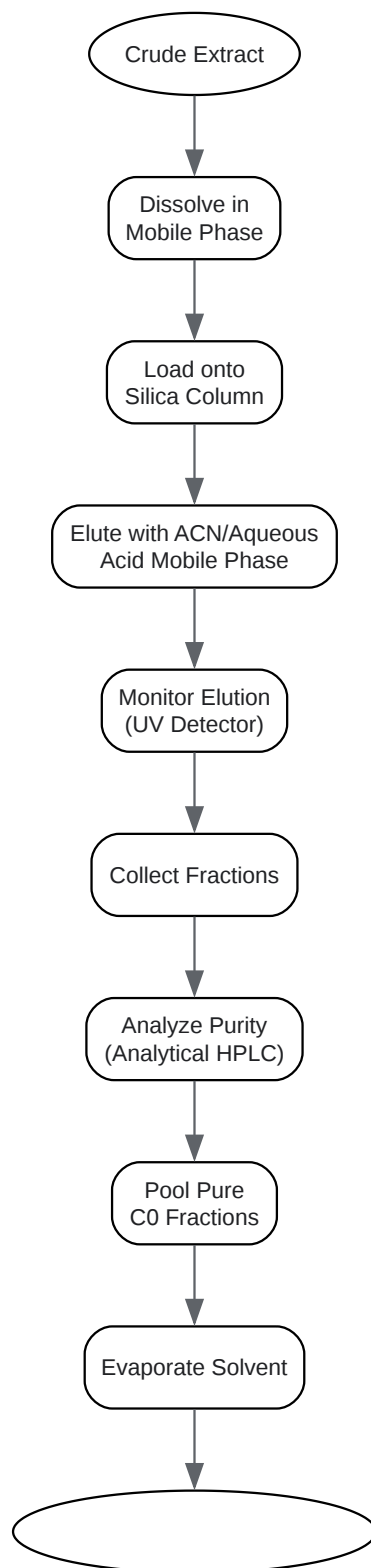 Crude Extract
Dissolve in
Mobile Phase
Load onto
Silica Column
Elute with ACN/Aqueous
Acid Mobile Phase
Monitor Elution
(UV Detector)
Collect Fractions
Analyze Purity
(Analytical HPLC)
Pool Pure
C0 Fractions
Evaporate Solvent